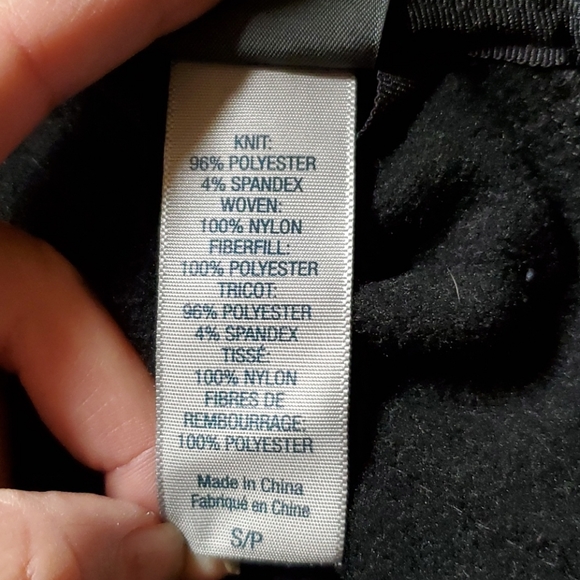 KNIT:
96% POLYESTER
4% SPANDEX
WOVEN:
100% NYLON
FIBERFILL:
100% POLYESTER
TRICOT:
96% POLYESTER
4% SPANDEX
TISSÉ:
100% NYLON
FIBRES DE
REMBOURRAGE:
100% POLYESTER
Made in China
Fabriqué en Chine
S/P